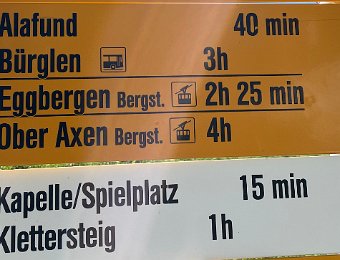 Alafund 40 min
Bürglen 3h
Eggbergen Bergst. 2h 25 min
Ober Axen Bergst. 4h
Kapelle/Spielplatz 15 min
Klettersteig 1h